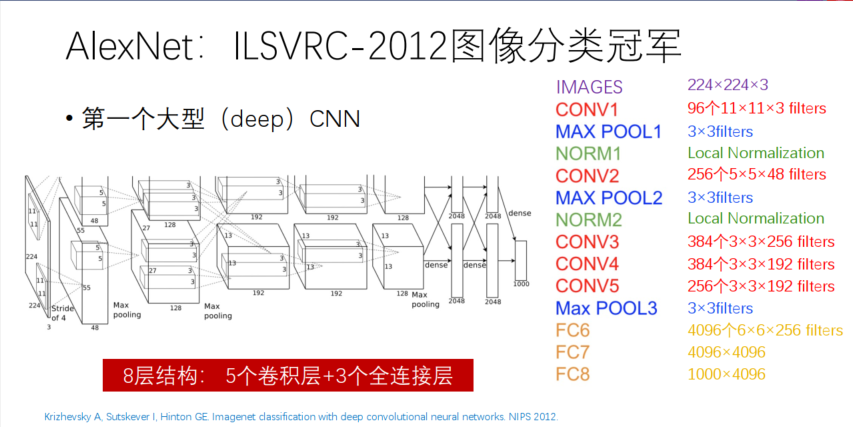 AlexNet：ILSVRC-2012图像分类冠军
• 第一个大型（deep）CNN
IMAGES 224×224×3
CONV1 96个11×11×3 filters
MAX POOL1 3×3filters
NORM1 Local Normalization
CONV2 256个5×5×48 filters
MAX POOL2 3×3filters
NORM2 Local Normalization
CONV3 384个3×3×256 filters
CONV4 384个3×3×192 filters
CONV5 256个3×3×192 filters
Max POOL3 3×3filters
FC6 4096个6×6×256 filters
FC7 4096×4096
FC8 1000×4096
3 3 3 3
5 5 48 128 192 192 128 2048 2048 dense
11 11 55 27
224 5 5 27 3 3 13 3 3 13 3 3 13 dense dense
11 11 55 3 3 1000
224 Stride of 4 Max pooling 128 Max pooling 192 192 128 Max pooling 2048 2048
3 48
8层结构： 5个卷积层+3个全连接层
Krizhevsky A, Sutskever I, Hinton GE. Imagenet classification with deep convolutional neural networks. NIPS 2012.